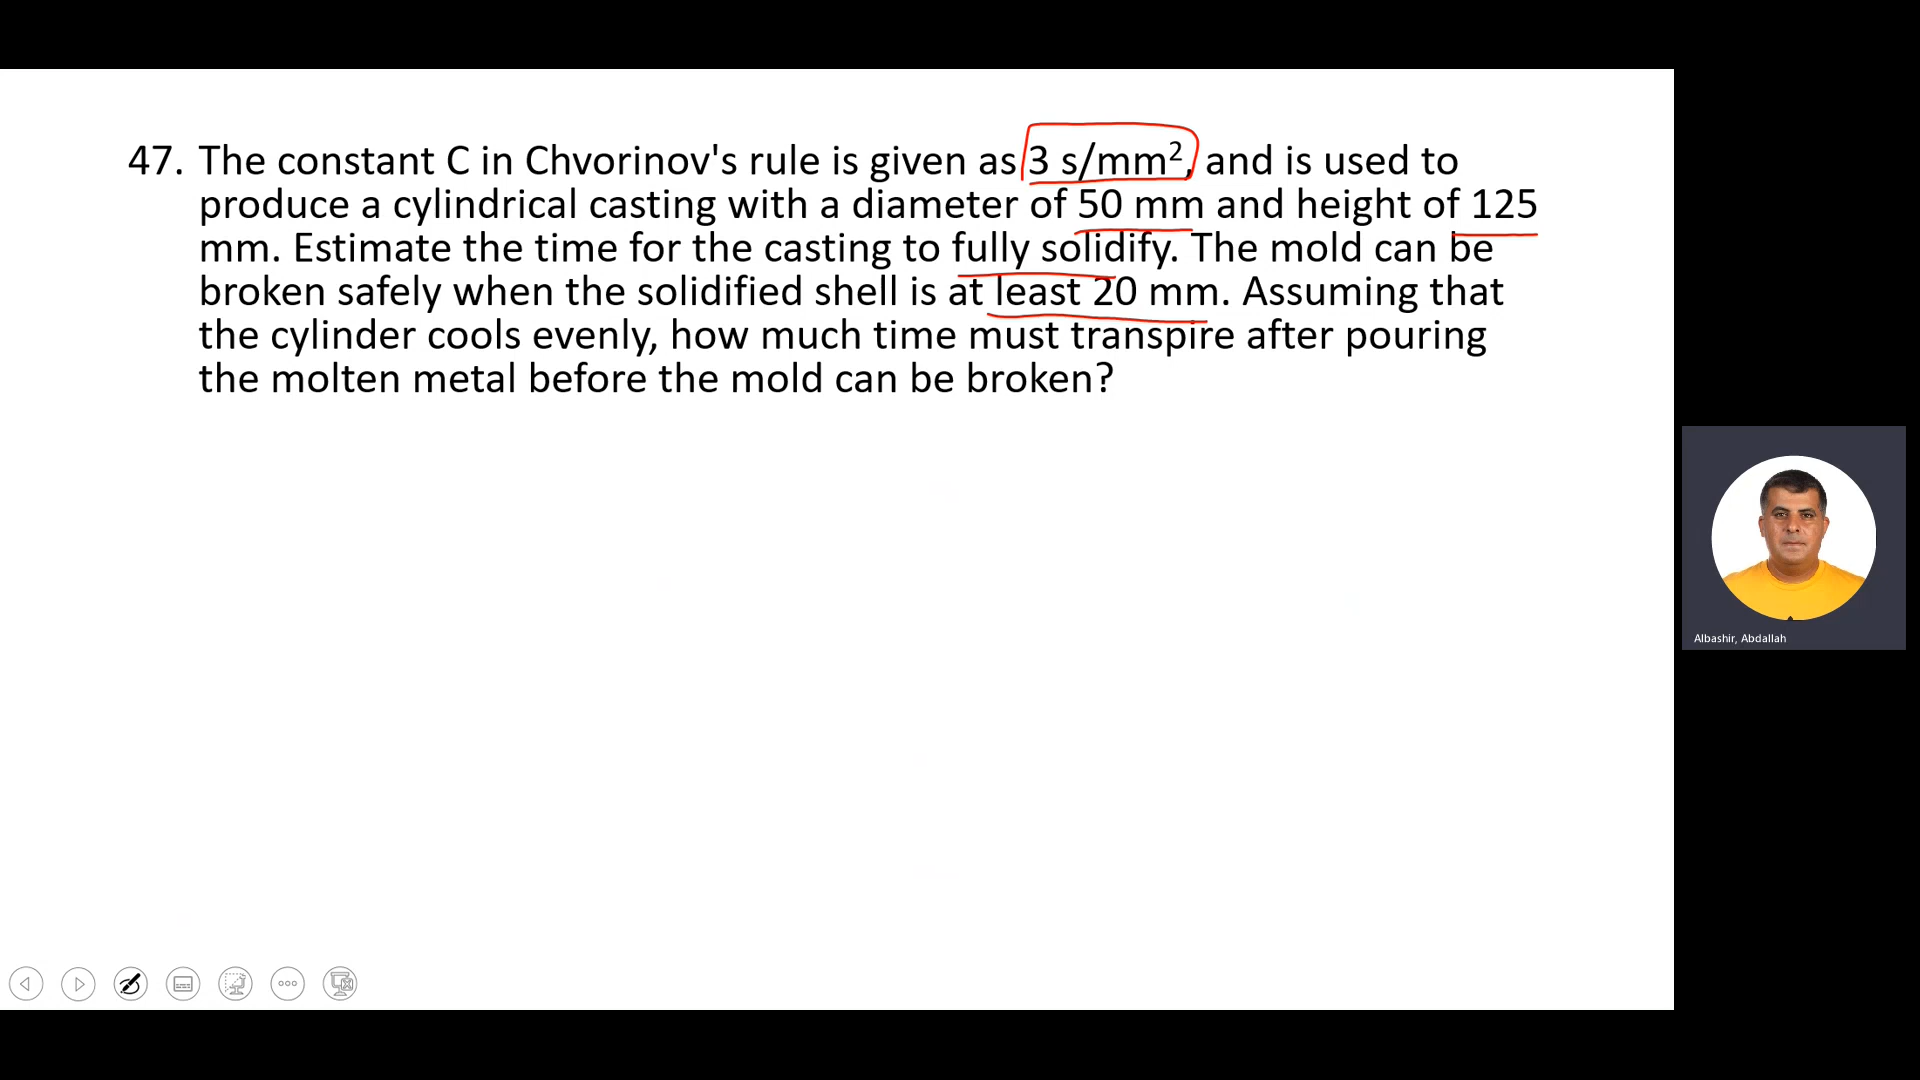 47. The constant C in Chvorinov's rule is given as 3 s/mm², and is used to
produce a cylindrical casting with a diameter of 50 mm and height of 125
mm. Estimate the time for the casting to fully solidify. The mold can be
broken safely when the solidified shell is at least 20 mm. Assuming that
the cylinder cools evenly, how much time must transpire after pouring
the molten metal before the mold can be broken?
Albashir, Abdallah